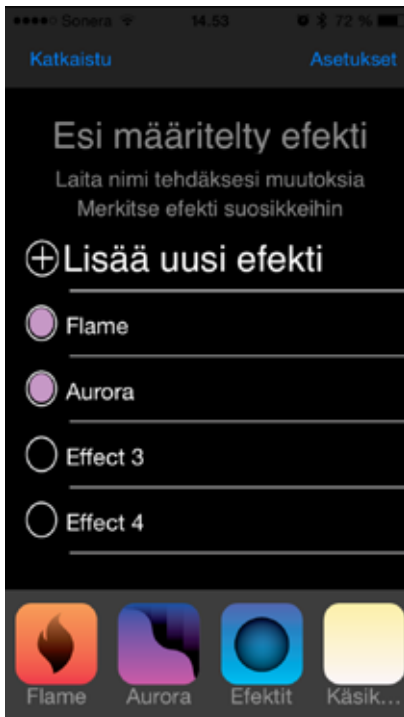 Sonera 14.53 72 %
Katkaistu Asetukset
Esi määritelty efekti
Laita nimi tehdäksesi muutoksia
Merkitse efekti suosikkeihin
Lisää uusi efekti
Flame
Aurora
Effect 3
Effect 4
Flame Aurora Efektit Käsik...